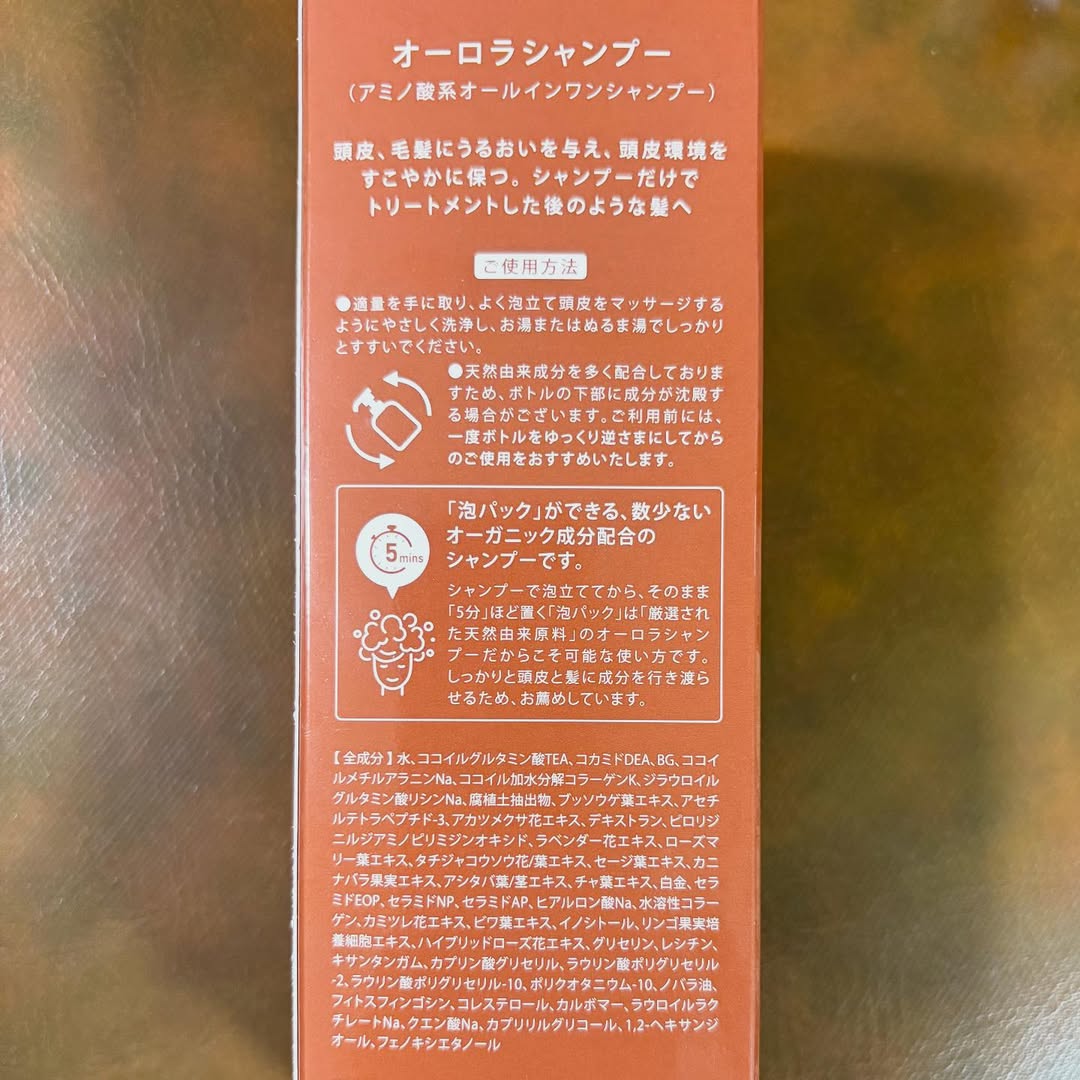 オーロラシャンプー
(アミノ酸系オールインワンシャンプー)
頭皮、毛髪にうるおいを与え、頭皮環境を
すこやかに保つ。シャンプーだけで
トリートメントした後のような髪へ
ご使用方法
●適量を手に取り、よく泡立て頭皮をマッサージする
ようにやさしく洗浄し、お湯またはぬるま湯でしっかり
とすすいでください。
●天然由来成分を多く配合しておりま
すため、ボトルの下部に成分が沈殿す
る場合がございます。ご利用前には、
一度ボトルをゆっくり逆さまにしてから
のご使用をおすすめいたします。
「泡パック」ができる、数少ない
オーガニック成分配合の
シャンプーです。
5mins
シャンプーで泡立ててから、そのまま
「5分」ほど置く「泡パック」は「厳選され
た天然由来原料」のオーロラシャン
プーだからこそ可能な使い方です。
しっかりと頭皮と髪に成分を行き渡ら
せるため、お薦めしています。
【全成分】水、ココイルグルタミン酸TEA、コカミドDEA、BG、ココイ
ルメチルアラニンNa、ココイル加水分解コラーゲンK、ジラウロイル
グルタミン酸リシンNa、腐植土抽出物、ブッソウゲ葉エキス、アセチ
ルテトラペプチド-3、アカツメクサ花エキス、デキストラン、ピロリジ
ニルジアミノピリミジンオキシド、ラベンダー花エキス、ローズマ
リー葉エキス、タチジャコウソウ花/葉エキス、セージ葉エキス、カニ
ナバラ果実エキス、アシタバ葉/茎エキス、チャ葉エキス、白金、セラ
ミドEOP、セラミドNP、セラミドAP、ヒアルロン酸Na、水溶性コラー
ゲン、カミツレ花エキス、ビワ葉エキス、イノシトール、リンゴ果実培
養細胞エキス、ハイブリッドローズ花エキス、グリセリン、レシチン、
キサンタンガム、カプリン酸グリセリル、ラウリン酸ポリグリセリル
-2、ラウリン酸ポリグリセリル-10、ポリクオタニウム-10、ノバラ油、
フィトスフィンゴシン、コレステロール、カルボマー、ラウロイルラク
チレートNa、クエン酸Na、カプリリルグリコール、1,2-ヘキサンジ
オール、フェノキシエタノール